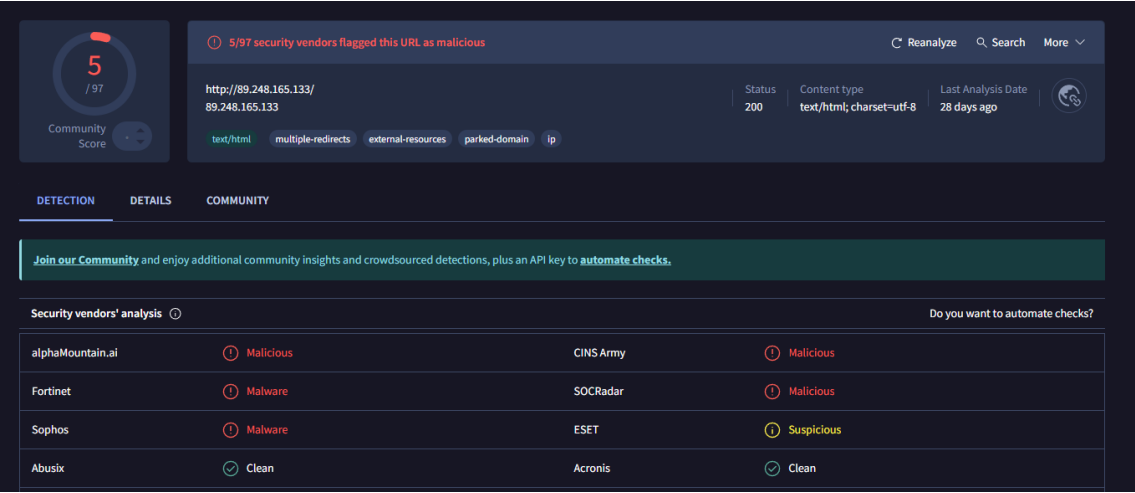 5
/ 97
Community
Score
5/97 security vendors flagged this URL as malicious
Reanalyze
Search
More
http://89.248.165.133/
89.248.165.133
text/html
multiple-redirects
external-resources
parked-domain
ip
Status
200
Content type
text/html; charset=utf-8
Last Analysis Date
28 days ago
DETECTION
DETAILS
COMMUNITY
Join our Community and enjoy additional community insights and crowdsourced detections, plus an API key to automate checks.
Security vendors' analysis
Do you want to automate checks?
alphaMountain.ai
Malicious
CINS Army
Malicious
Fortinet
Malware
SOCRadar
Malicious
Sophos
Malware
ESET
Suspicious
Abusix
Clean
Acronis
Clean